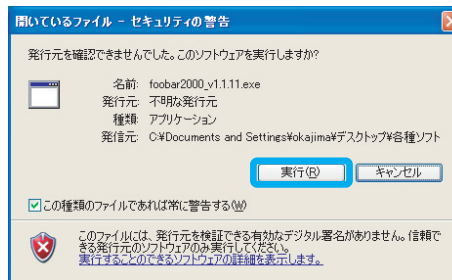 開いているファイル - セキュリティの警告
発行元を確認できませんでした。このソフトウェアを実行しますか?
名前: foobar2000_v1.1.11.exe
発行元: 不明な発行元
種類: アプリケーション
発信元: C:¥Documents and Settings¥okajima¥デスクトップ¥各種ソフト
実行(R)
キャンセル
この種類のファイルであれば常に警告する(W)
このファイルには、発行元を検証できる有効なデジタル署名がありません。信頼で
きる発行元のソフトウェアのみ実行してください。
実行することのできるソフトウェアの詳細を表示します。